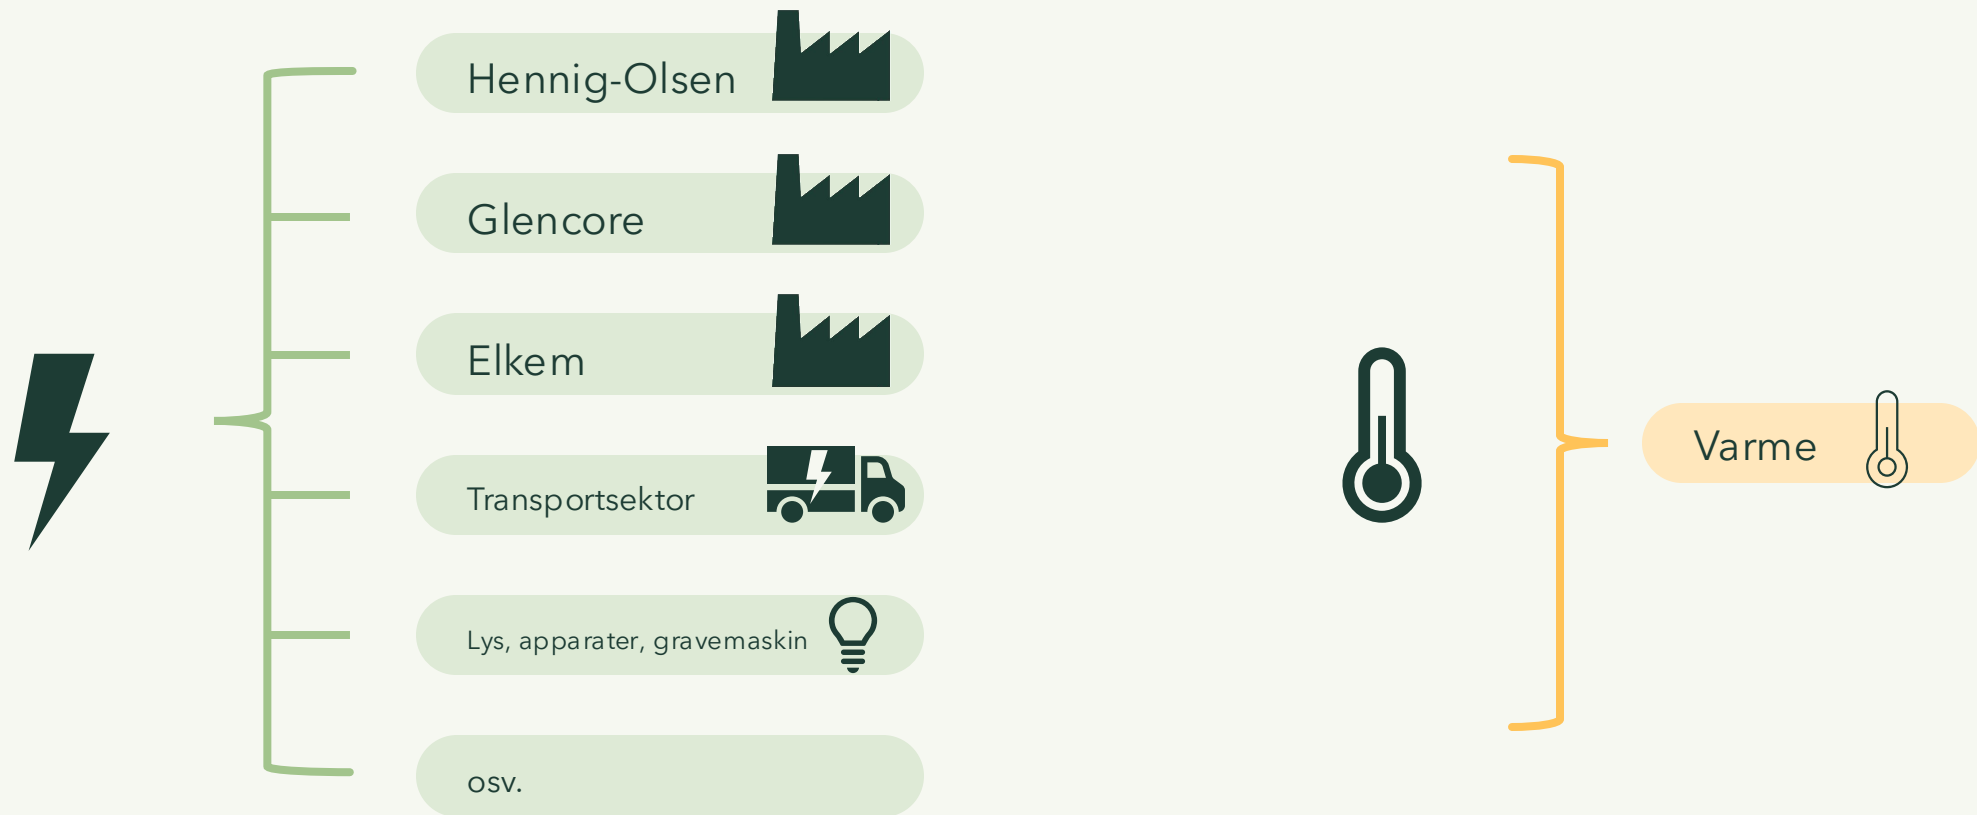 Hennig-Olsen
Glencore
Elkem
Transportsektor
Lys, apparater, gravemaskin
osv.
Varme